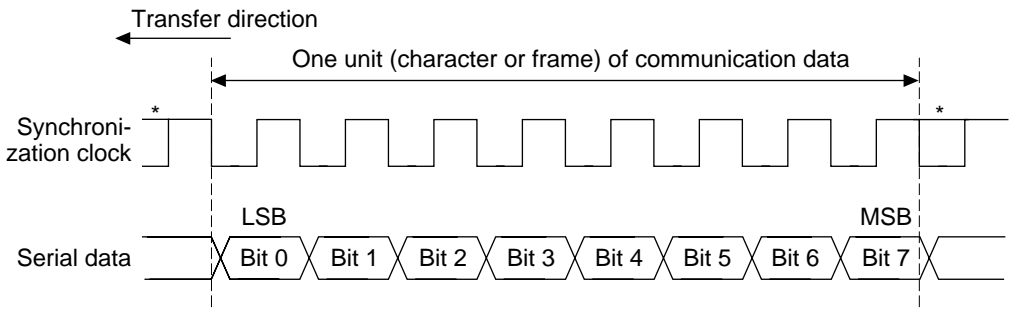 Transfer direction
One unit (character or frame) of communication data
* *
Synchroni-
zation clock
LSB MSB
Serial data Bit 0 Bit 1 Bit 2 Bit 3 Bit 4 Bit 5 Bit 6 Bit 7